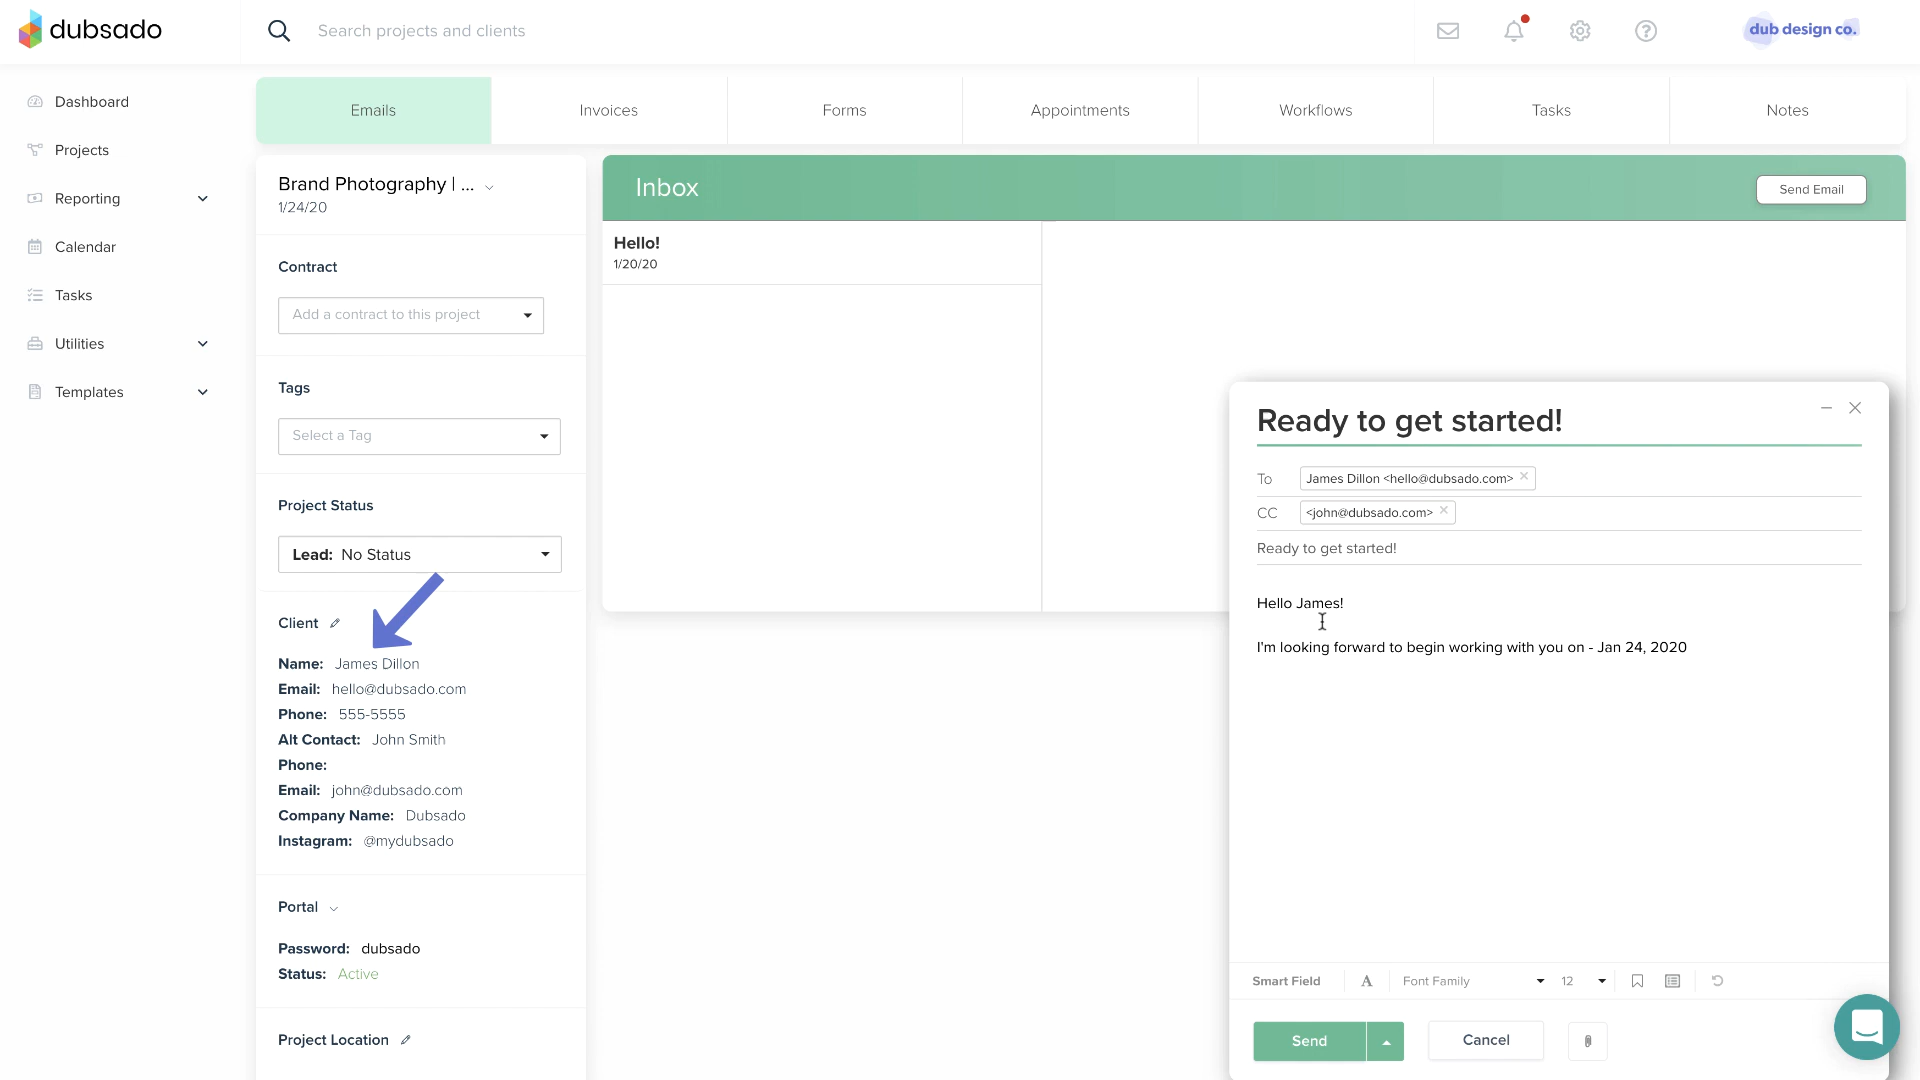 dubsado
Search projects and clients
dub design co.
Dashboard
Projects
Reporting
Calendar
Tasks
Utilities
Templates
Emails
Invoices
Forms
Appointments
Workflows
Tasks
Notes
Brand Photography | ...
1/24/20
Contract
Add a contract to this project
Tags
Select a Tag
Project Status
Lead: No Status
Client
Name: James Dillon
Email: hello@dubsado.com
Phone: 555-5555
Alt Contact: John Smith
Phone:
Email: john@dubsado.com
Company Name: Dubsado
Instagram: @mydubsado
Portal
Password: dubsado
Status: Active
Project Location
Inbox
Send Email
Hello!
1/20/20
Ready to get started!
To James Dillon <hello@dubsado.com>
CC <john@dubsado.com>
Ready to get started!
Hello James!
I'm looking forward to begin working with you on - Jan 24, 2020
Smart Field A Font Family 12
Send
Cancel